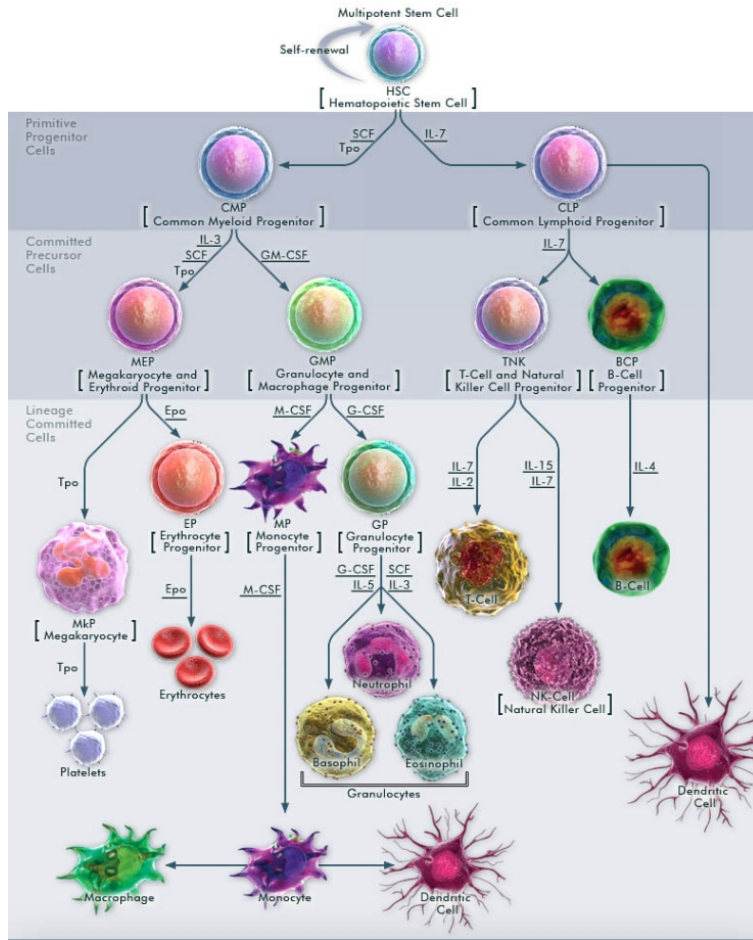 Multipotent Stem Cell
Self-renewal
HSC
[ Hematopoietic Stem Cell ]
Primitive
Progenitor
Cells
SCF
Tpo
IL-7
CMP
[ Common Myeloid Progenitor ]
CLP
[ Common Lymphoid Progenitor ]
Committed
Precursor
Cells
IL-3
SCF
Tpo
GM-CSF
IL-7
MEP
[ Megakaryocyte and
Erythroid Progenitor ]
GMP
[ Granulocyte and
Macrophage Progenitor ]
TNK
[ T-Cell and Natural
Killer Cell Progenitor ]
BCP
[ B-Cell
Progenitor ]
Lineage
Committed
Cells
Epo
M-CSF
G-CSF
Tpo
IL-7
IL-2
IL-15
IL-7
IL-4
EP
[ Erythrocyte
Progenitor ]
MP
[ Monocyte
Progenitor ]
GP
[ Granulocyte
Progenitor ]
G-CSF
IL-5
SCF
IL-3
M-CSF
Epo
T-Cell
B-Cell
MkP
[ Megakaryocyte ]
Tpo
Erythrocytes
Neutrophil
NK-Cell
[ Natural Killer Cell ]
Platelets
Basophil
Eosinophil
Granulocytes
Dendritic
Cell
Macrophage
Monocyte
Dendritic
Cell